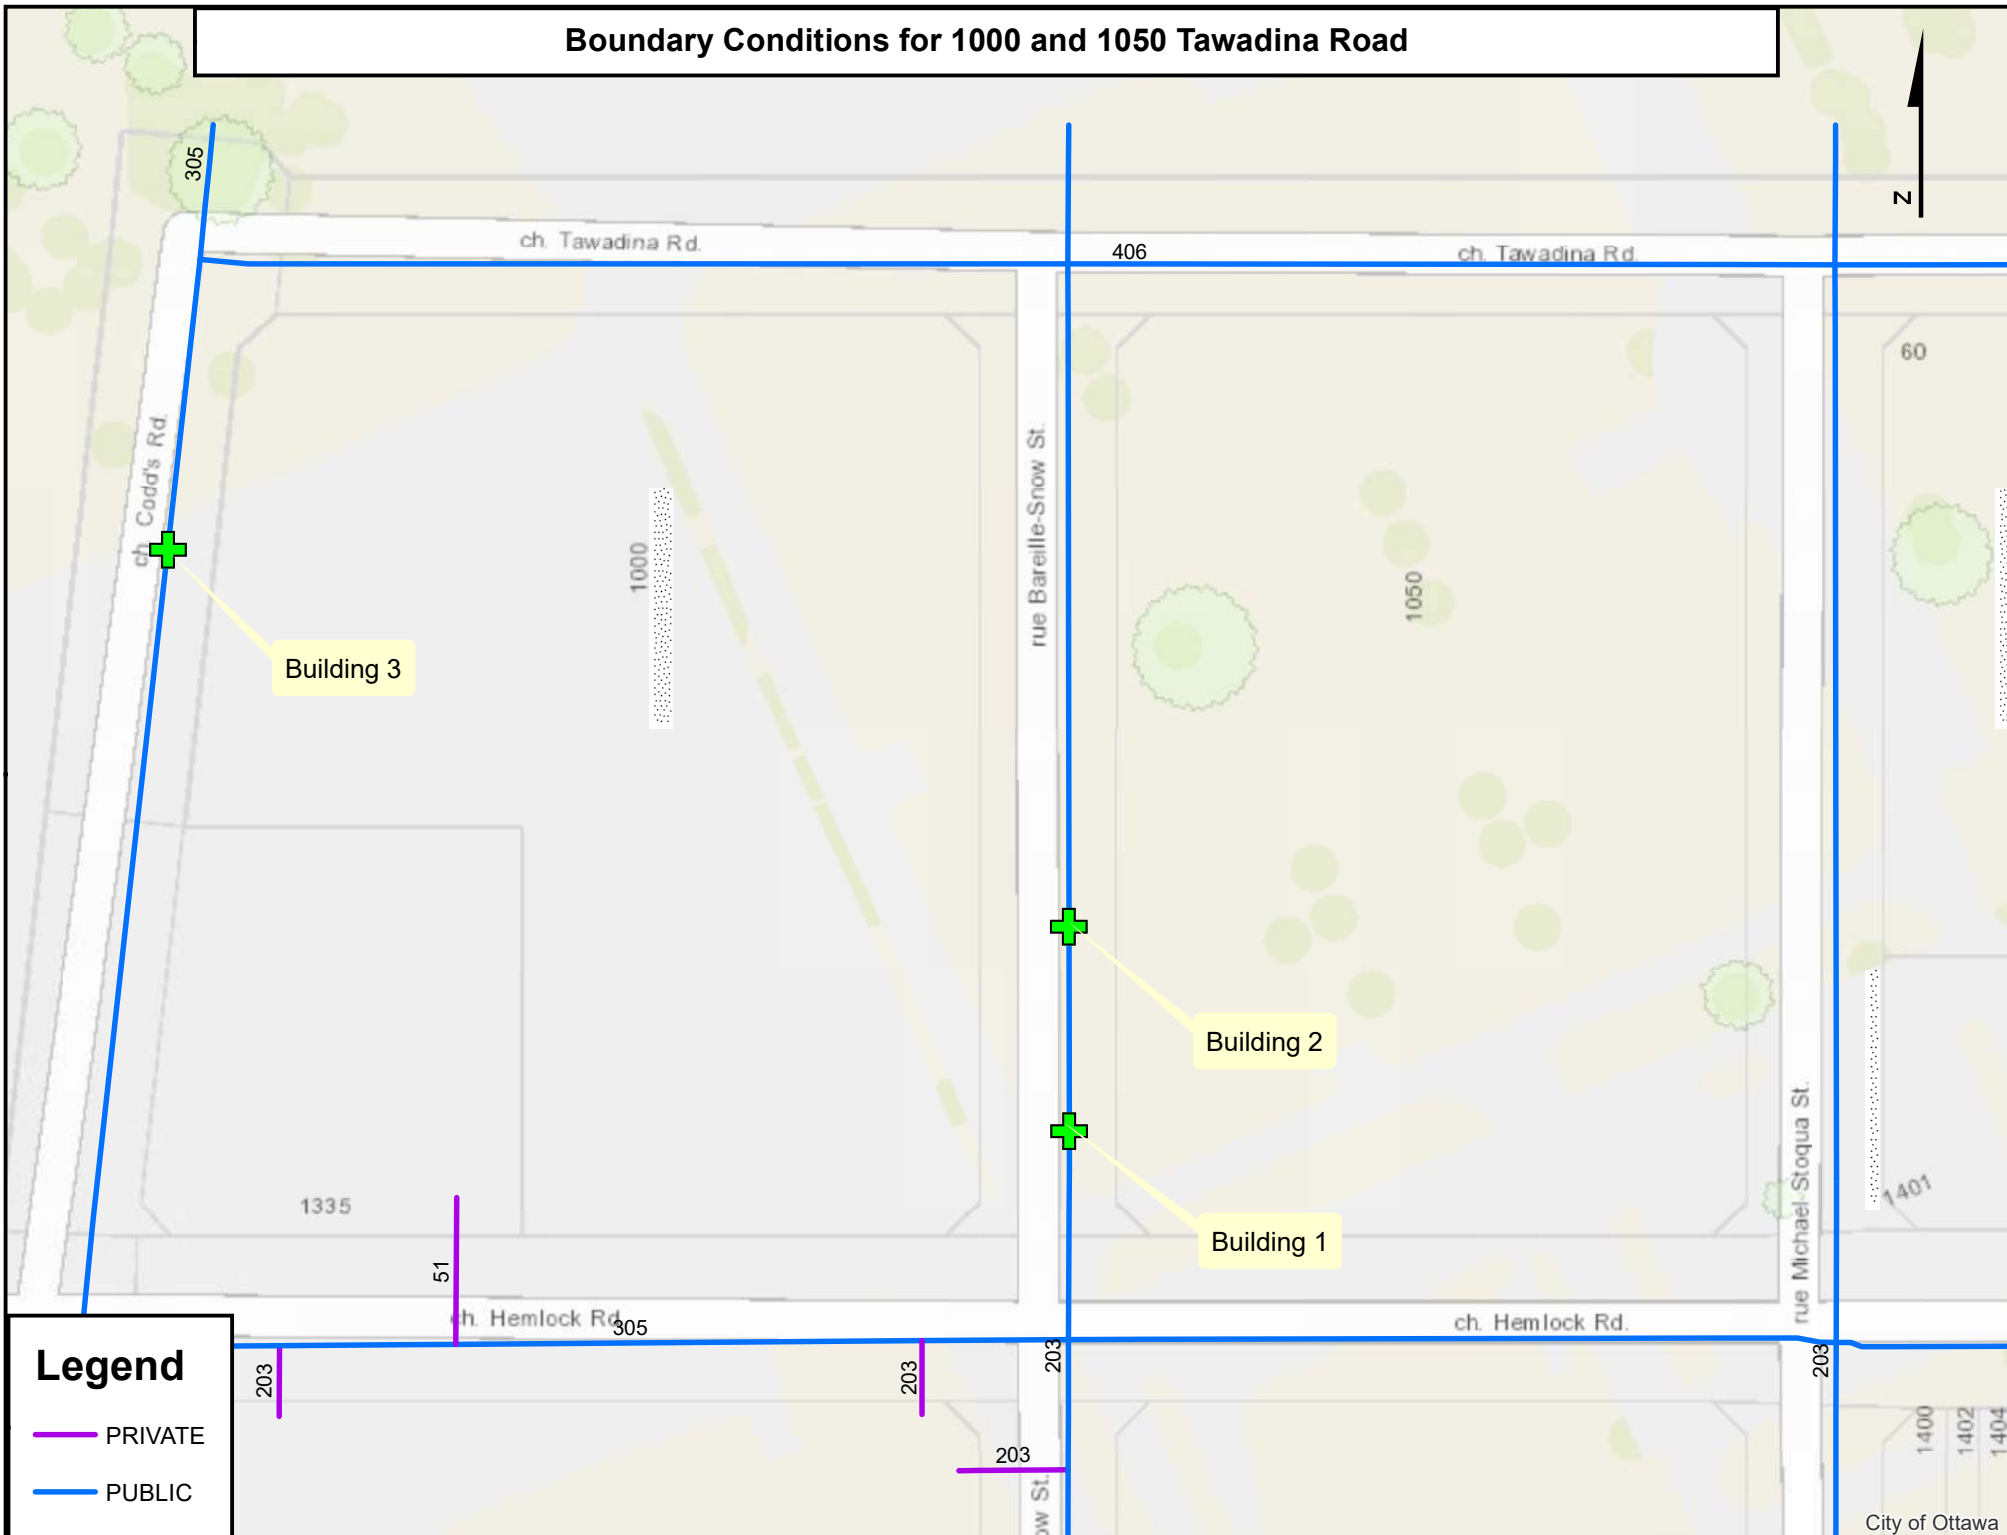 Boundary Conditions for 1000 and 1050 Tawadina Road
N
305
ch. Tawadina Rd.
406
ch. Tawadina Rd.
60
ch. Codd's Rd.
1000
rue Bareille-Snow St.
1050
Building 3
Building 2
Building 1
1335
51
rue Michael-Stoqua St.
1401
ch. Hemlock Rd.
305
ch. Hemlock Rd.
203
203
203
203
203
ow St.
1400
1402
1404
Legend
PRIVATE
PUBLIC
City of Ottawa